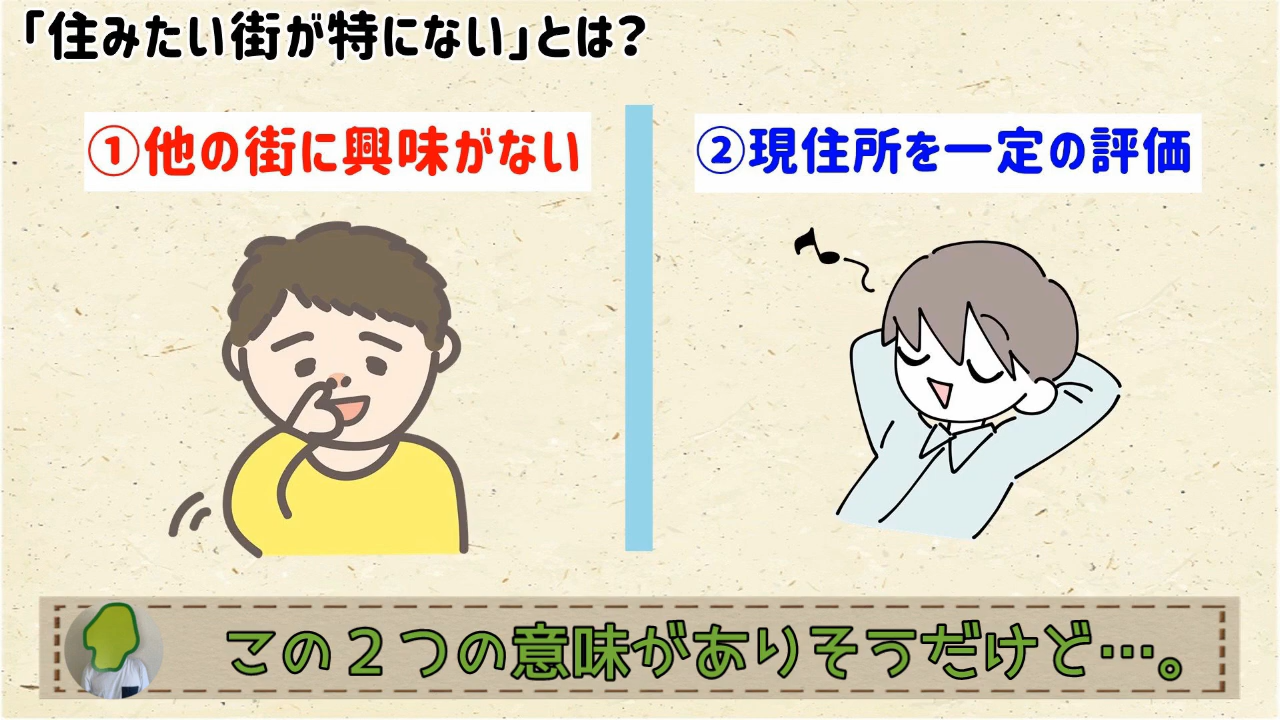 「住みたい街が特にない」とは?
①他の街に興味がない
②現住所を一定の評価
この２つの意味がありそうだけど…。